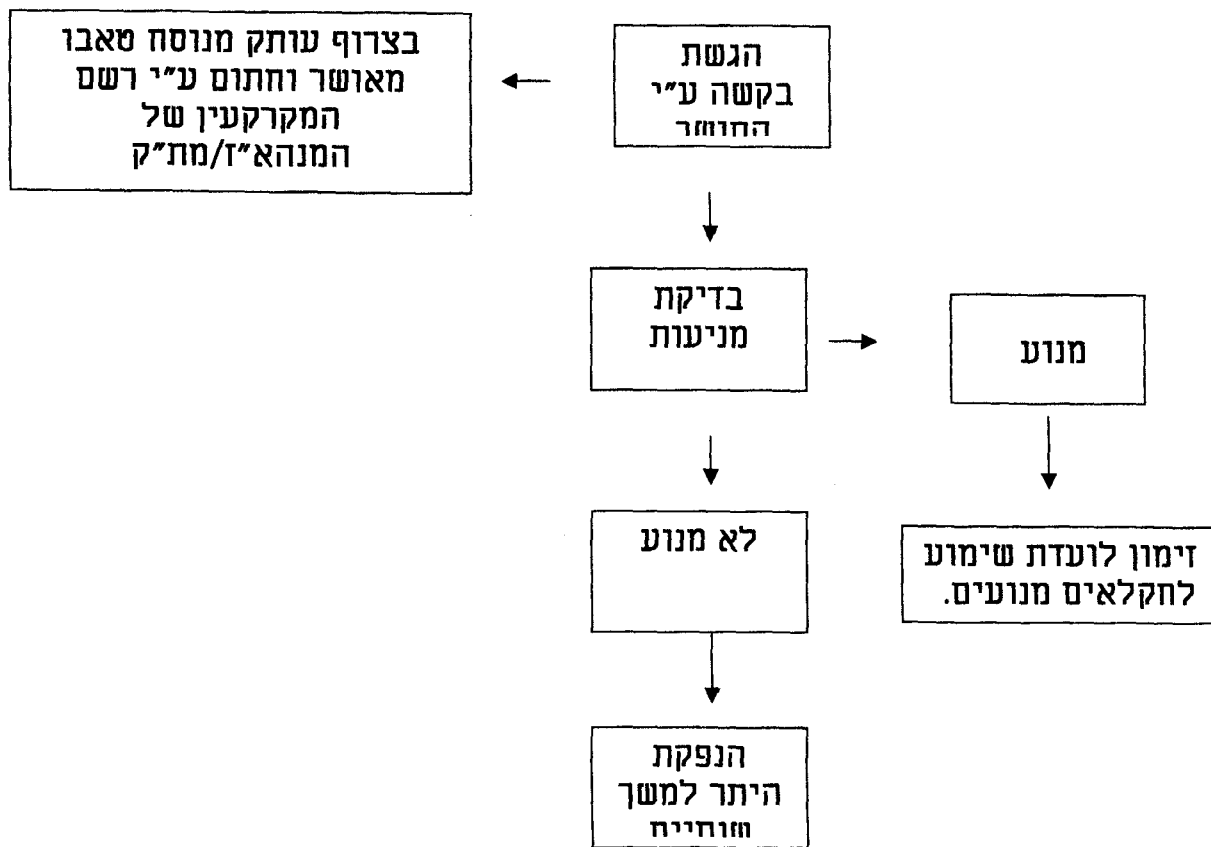 הגשת
בקשה ע״י
בצרוף עותק מנוסח טאבו
מאושר וחתום ע״י רשם
המקרקעין של
המנהא״ז/מת״ק
בדיקת
מניעות
מנוע
לא מנוע
זימון לועדת שימוע
לחקלאים מנועים.
הנפקת
היתר למשך